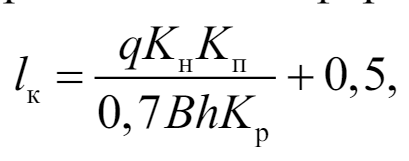 l_к = qK_нK_п / 0,7BhK_р + 0,5,